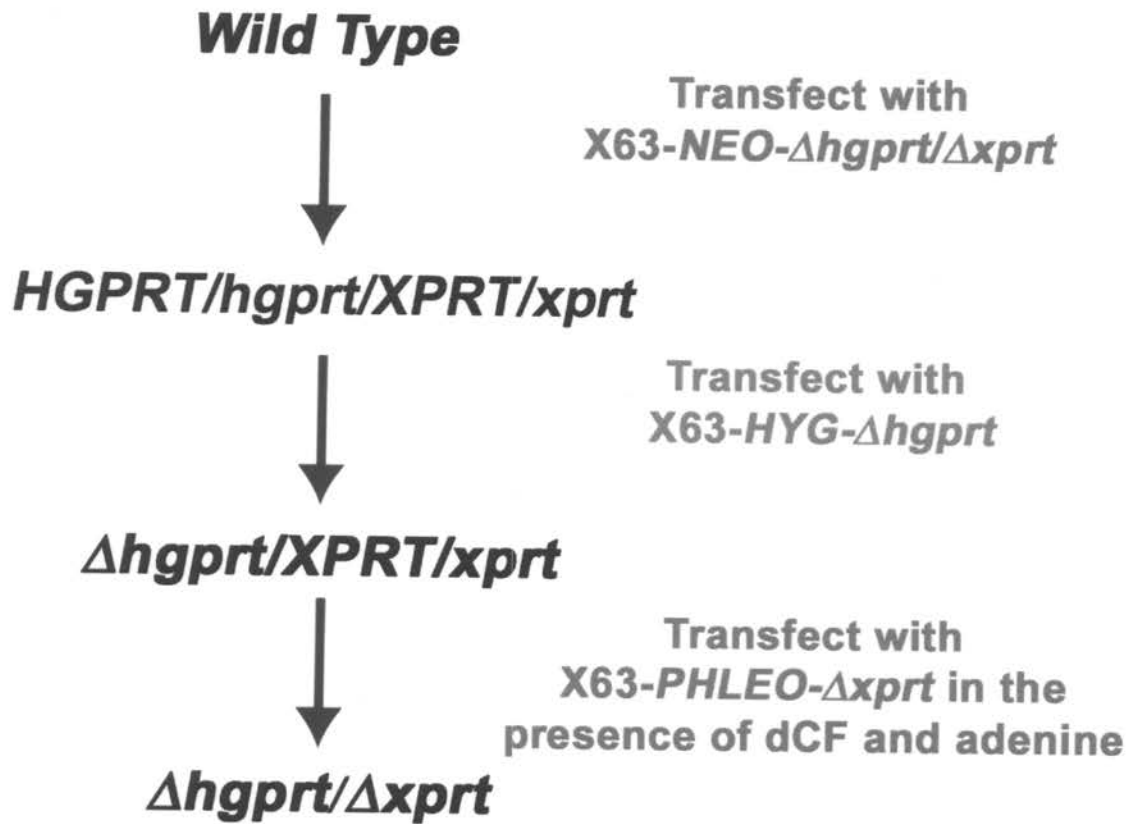 Wild Type
Transfect with
X63-NEO-Δhgprt/Δxprt
HGPRT/hgprt/XPRT/xprt
Transfect with
X63-HYG-Δhgprt
Δhgprt/XPRT/xprt
Transfect with
X63-PHLEO-Δxprt in the
presence of dCF and adenine
Δhgprt/Δxprt